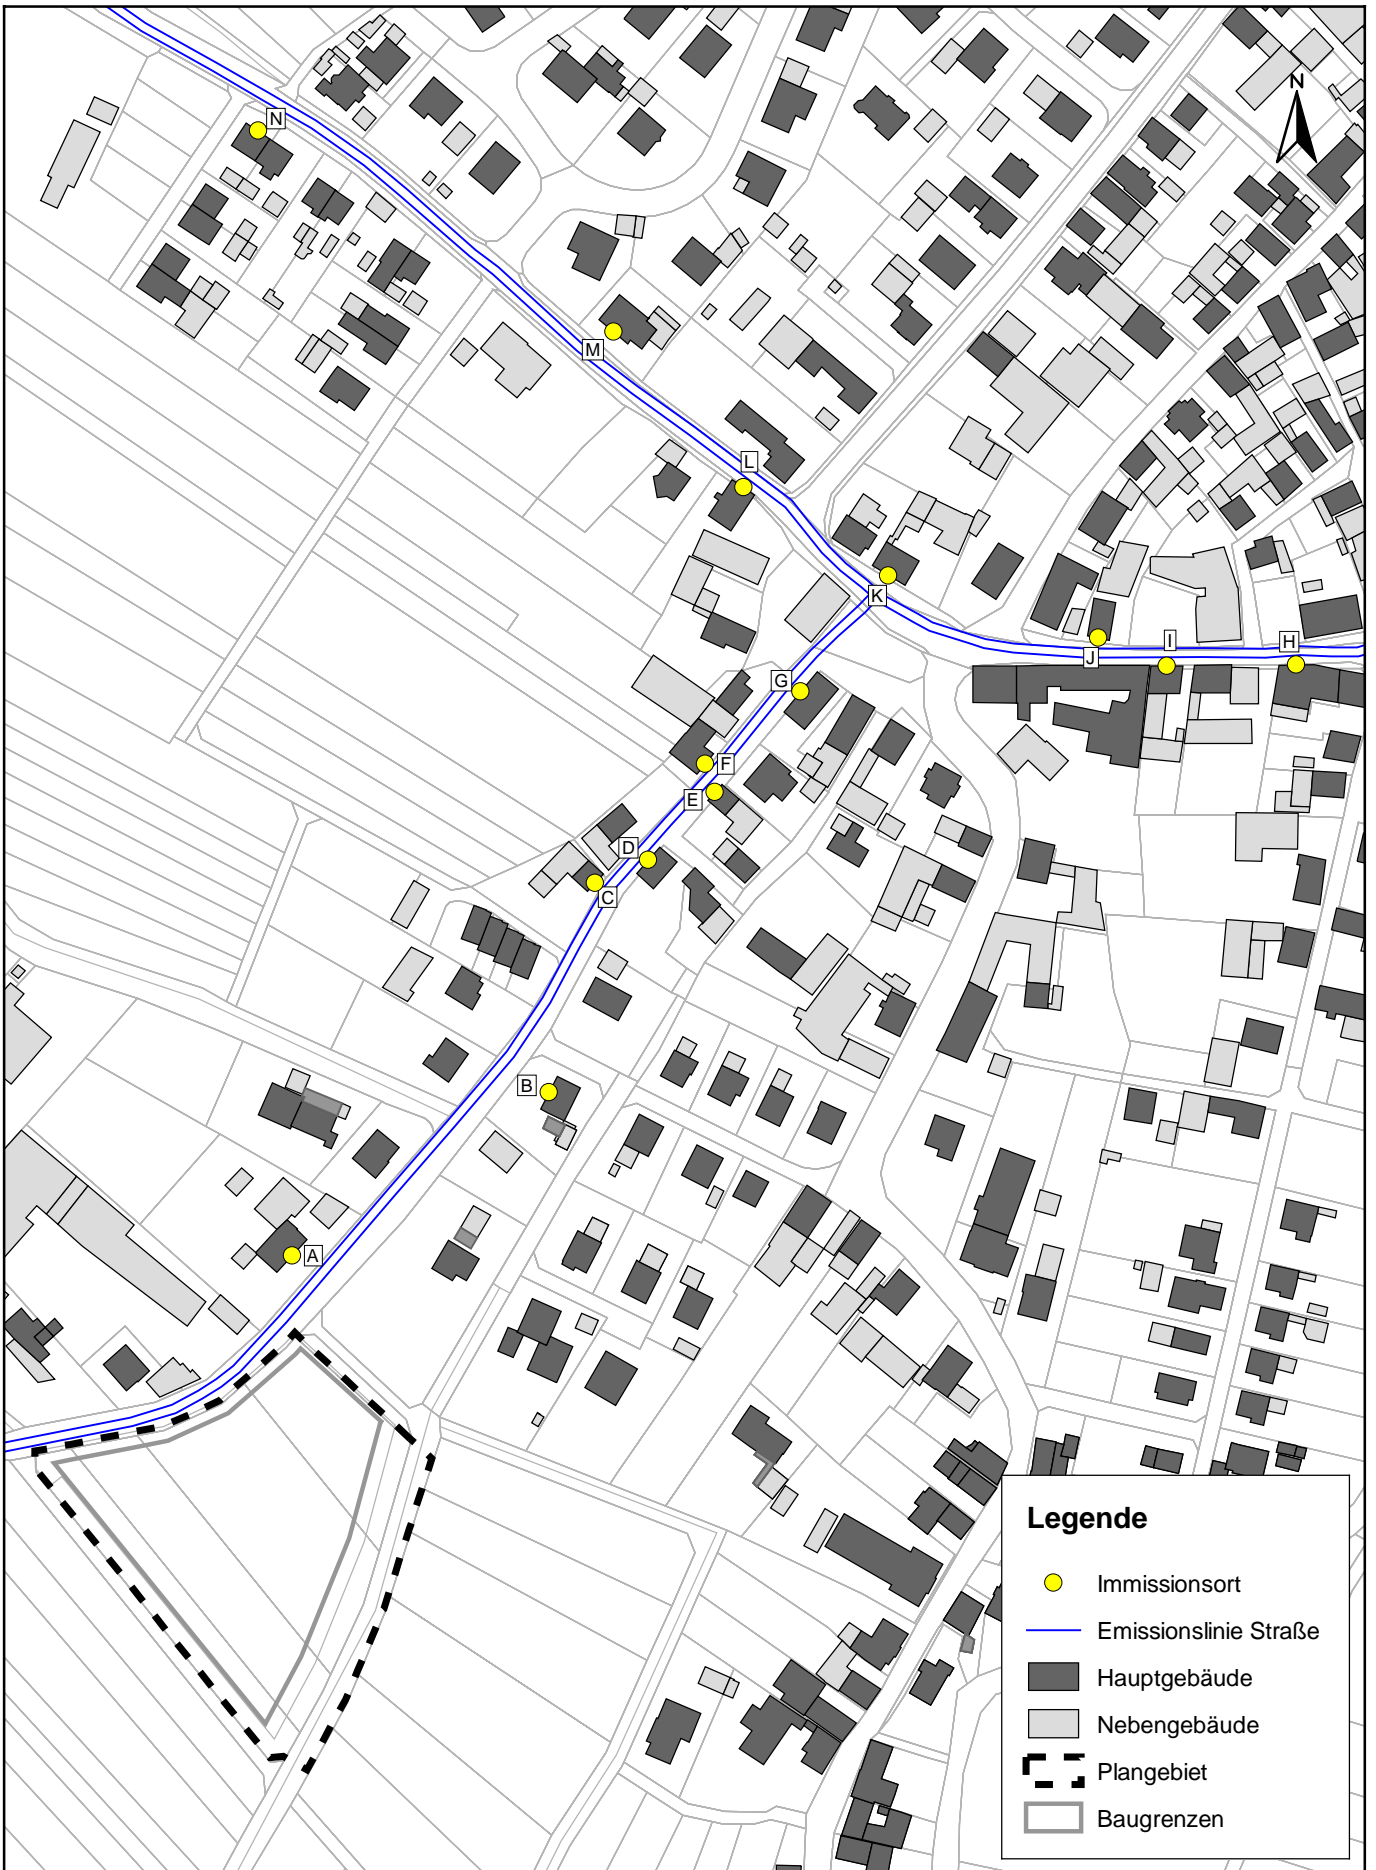 N
N
M
L
K
J
I
H
G
F
E
D
C
B
A
Legende
Immissionsort
Emissionslinie Straße
Hauptgebäude
Nebengebäude
Plangebiet
Baugrenzen